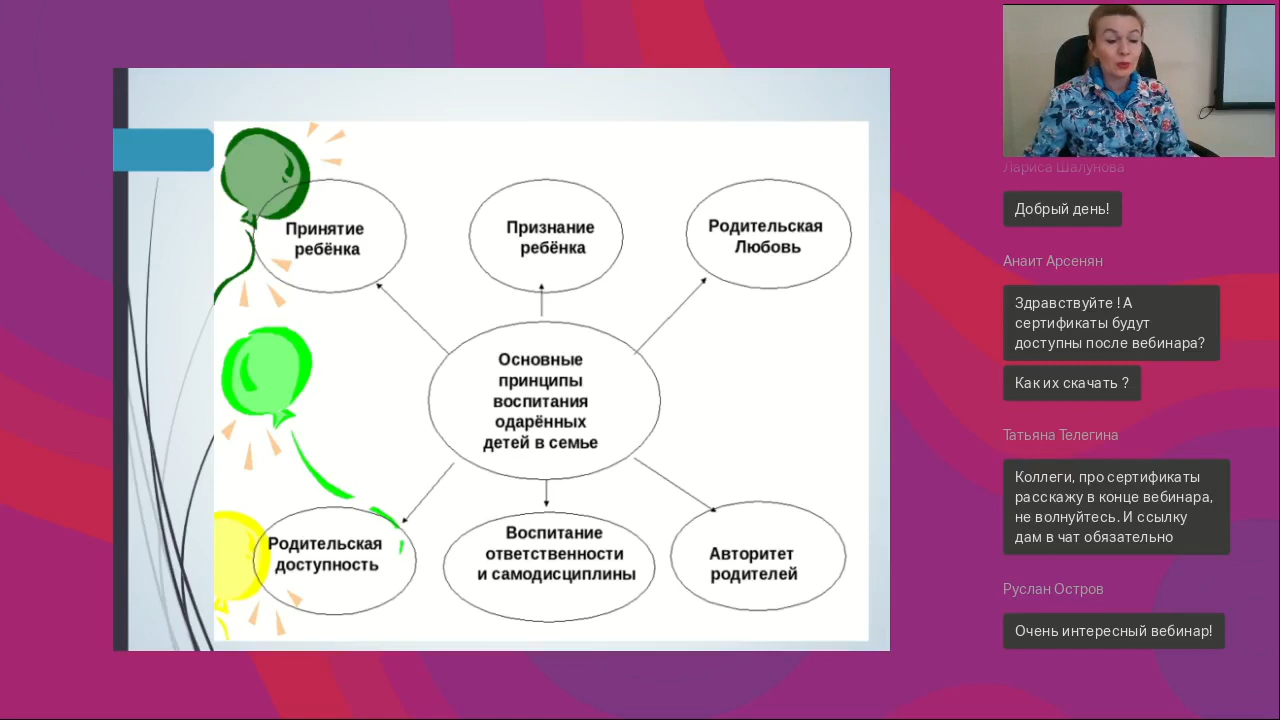 Принятие
ребёнка
Признание
ребёнка
Родительская
Любовь
Основные
принципы
воспитания
одарённых
детей в семье
Родительская
доступность
Воспитание
ответственности
и самодисциплины
Авторитет
родителей
Лариса Шалунова
Добрый день!
Анаит Арсенян
Здравствуйте ! А
сертификаты будут
доступны после вебинара?
Как их скачать ?
Татьяна Телегина
Коллеги, про сертификаты
расскажу в конце вебинара,
не волнуйтесь. И ссылку
дам в чат обязательно
Руслан Остров
Очень интересный вебинар!